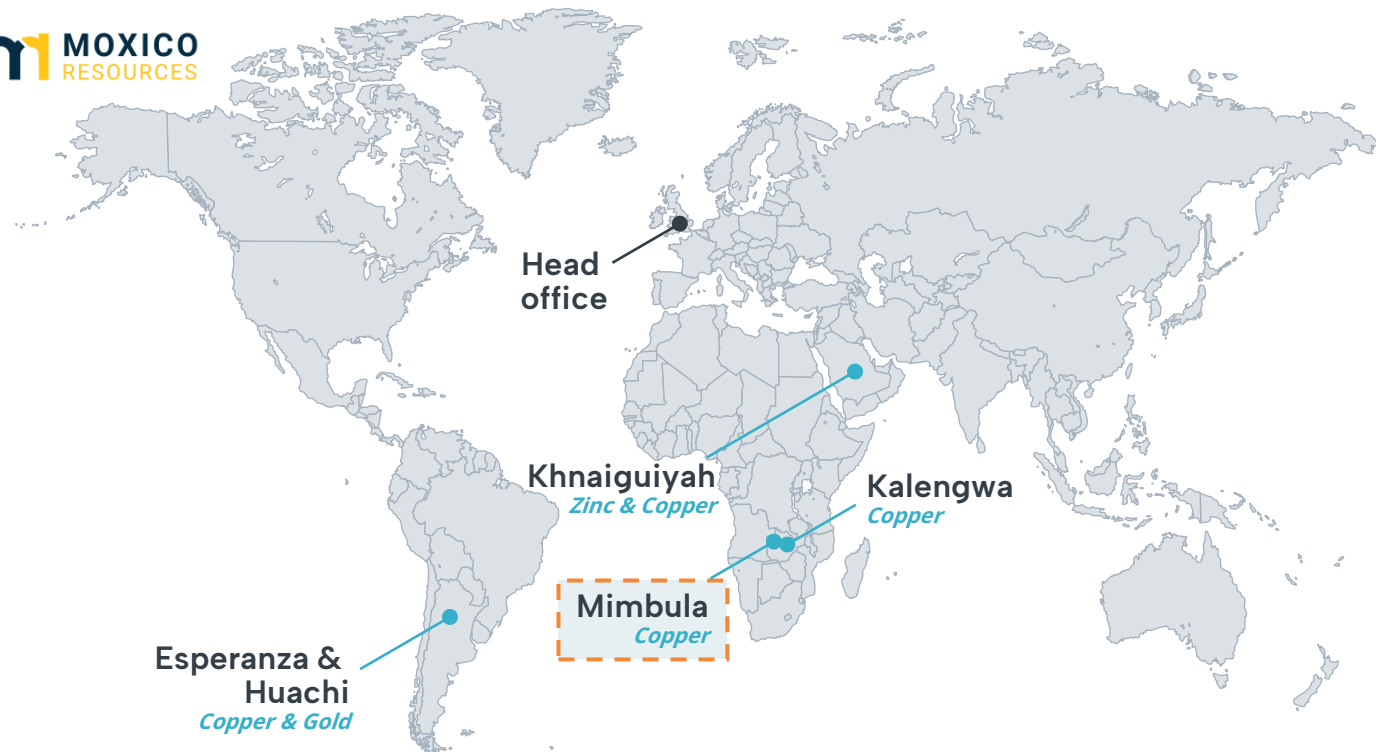 MOXICO
RESOURCES
Head
office
Khnaiguiyah
Zinc & Copper
Kalengwa
Copper
Mimbula
Copper
Esperanza &
Huachi
Copper & Gold